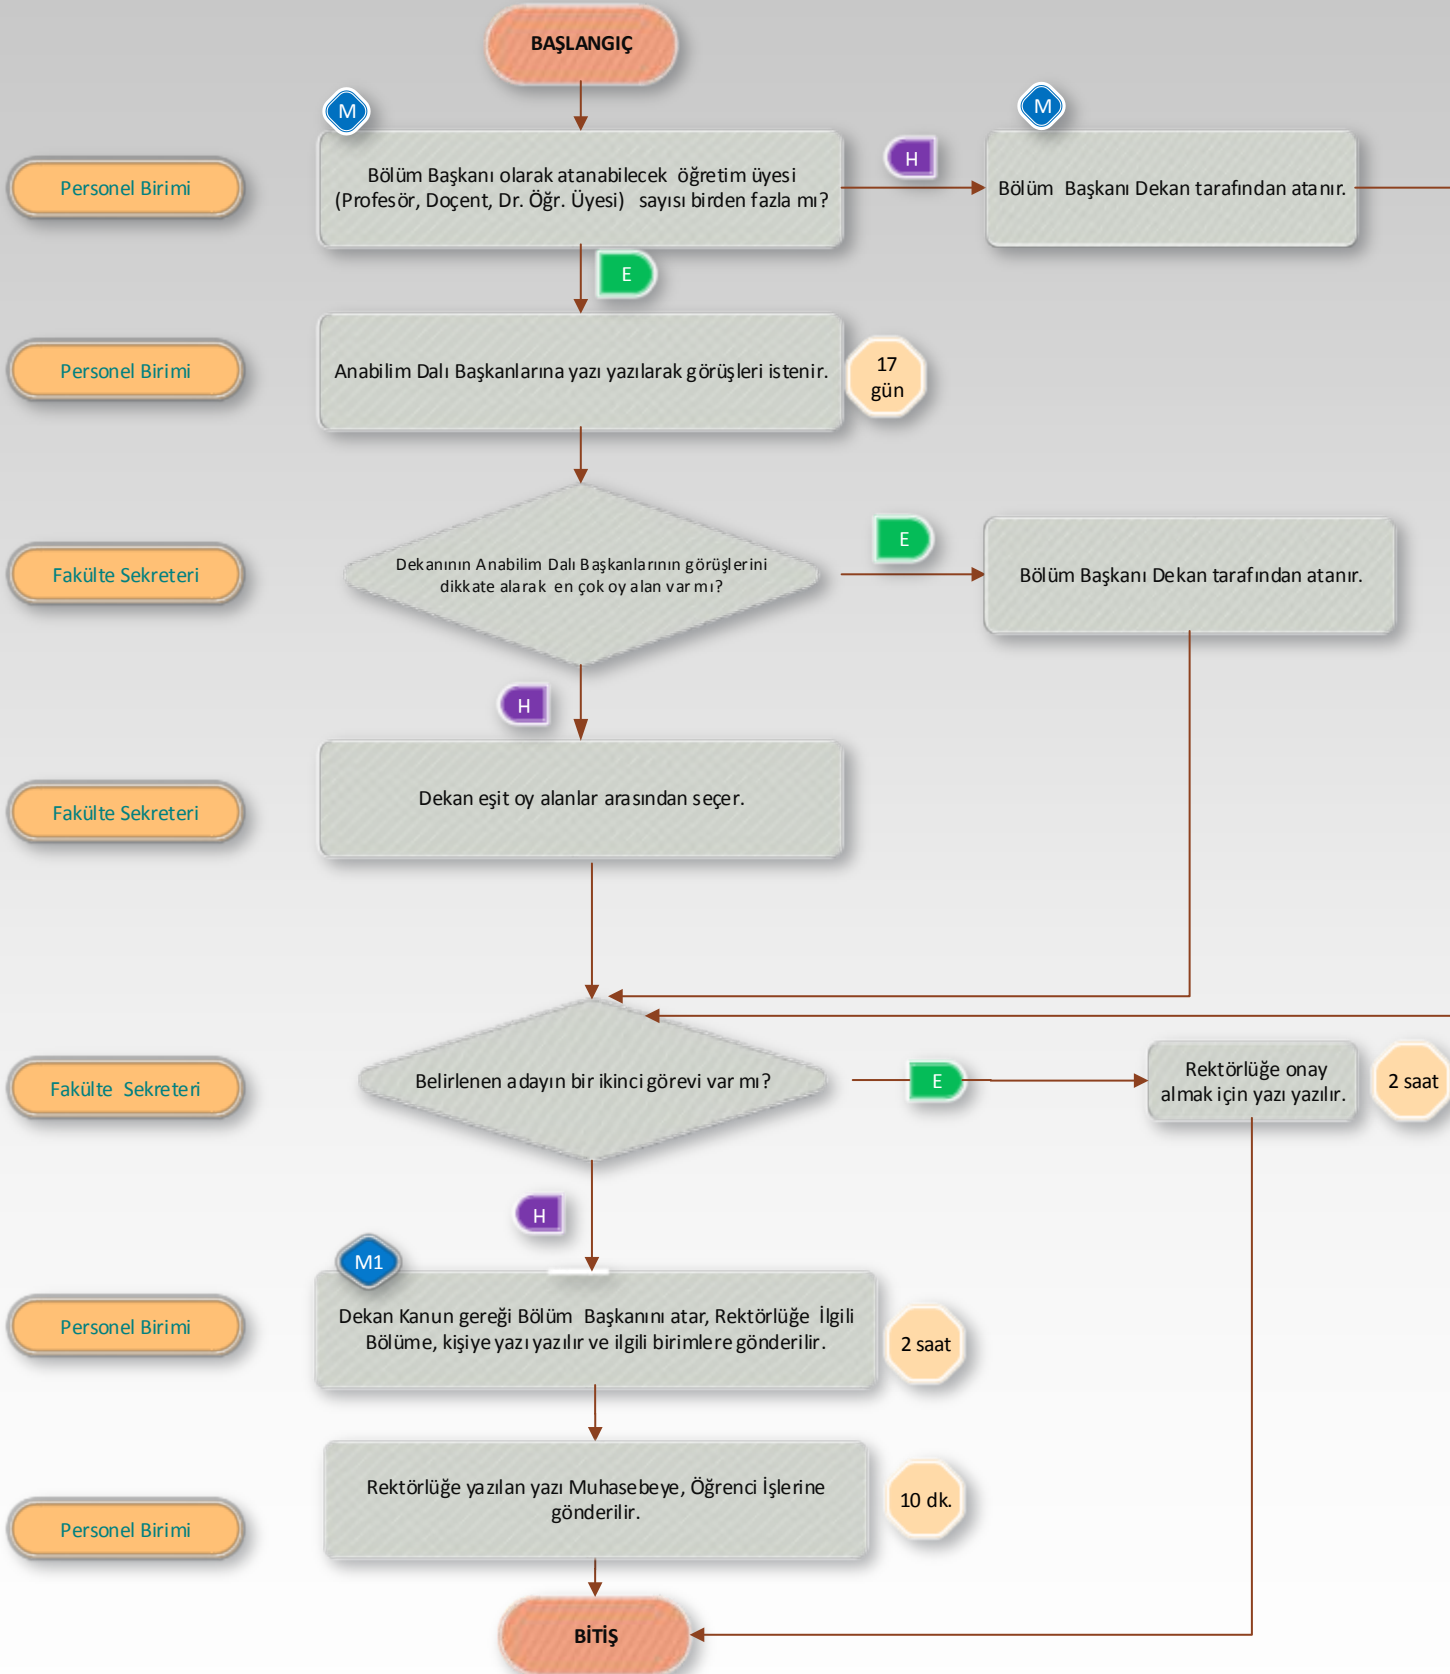 BAŞLANGIÇ
M
M
Personel Birimi
Bölüm Başkanı olarak atanabilecek öğretim üyesi
(Profesör, Doçent, Dr. Öğr. Üyesi) sayısı birden fazla mı?
H
Bölüm Başkanı Dekan tarafından atanır.
E
Personel Birimi
Anabilim Dalı Başkanlarına yazı yazılarak görüşleri istenir.
17
gün
Fakülte Sekreteri
Dekanının Anabilim Dalı Başkanlarının görüşlerini
dikkate alarak en çok oy alan var mı?
E
Bölüm Başkanı Dekan tarafından atanır.
H
Fakülte Sekreteri
Dekan eşit oy alanlar arasından seçer.
Fakülte Sekreteri
Belirlenen adayın bir ikinci görevi var mı?
E
Rektörlüğe onay
almak için yazı yazılır.
2 saat
H
M1
Personel Birimi
Dekan Kanun gereği Bölüm Başkanını atar, Rektörlüğe İlgili
Bölüme, kişiye yazı yazılır ve ilgili birimlere gönderilir.
2 saat
Personel Birimi
Rektörlüğe yazılan yazı Muhasebeye, Öğrenci İşlerine
gönderilir.
10 dk.
BİTİŞ